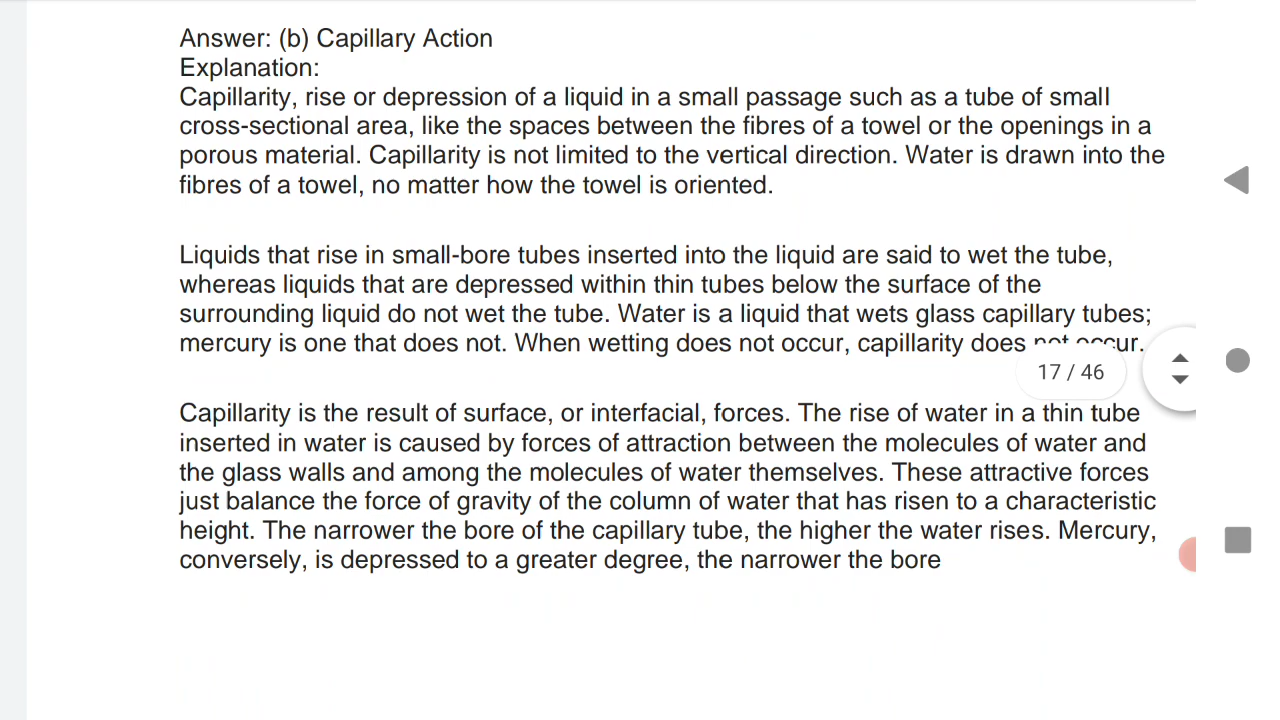 Answer: (b) Capillary Action
Explanation:
Capillarity, rise or depression of a liquid in a small passage such as a tube of small
cross-sectional area, like the spaces between the fibres of a towel or the openings in a
porous material. Capillarity is not limited to the vertical direction. Water is drawn into the
fibres of a towel, no matter how the towel is oriented.
Liquids that rise in small-bore tubes inserted into the liquid are said to wet the tube,
whereas liquids that are depressed within thin tubes below the surface of the
surrounding liquid do not wet the tube. Water is a liquid that wets glass capillary tubes;
mercury is one that does not. When wetting does not occur, capillarity does not occur.
17 / 46
Capillarity is the result of surface, or interfacial, forces. The rise of water in a thin tube
inserted in water is caused by forces of attraction between the molecules of water and
the glass walls and among the molecules of water themselves. These attractive forces
just balance the force of gravity of the column of water that has risen to a characteristic
height. The narrower the bore of the capillary tube, the higher the water rises. Mercury,
conversely, is depressed to a greater degree, the narrower the bore